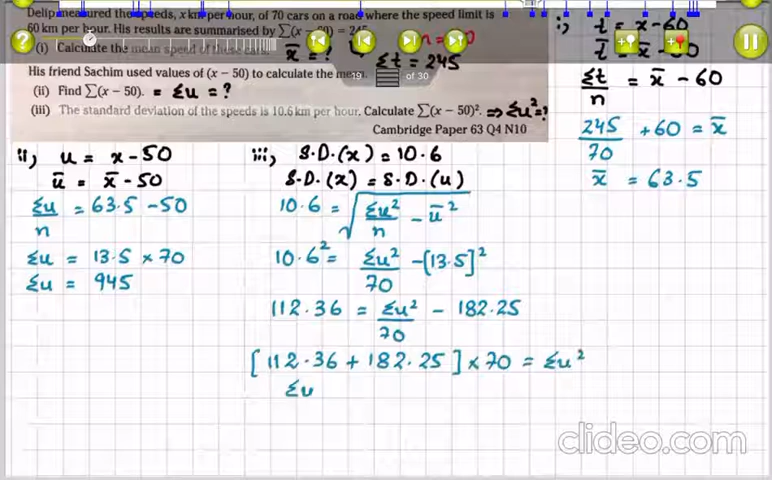 Delip measured the speeds, x km per hour, of 70 cars on a road where the speed limit is
60 km per hour. His results are summarised by ∑(x − 60) = 245
(i) Calculate the mean speed of these cars. x̄ = ?
Σt = 245
19 of 30
His friend Sachim used values of (x − 50) to calculate the mean.
(ii) Find ∑(x − 50). = Σu = ?
(iii) The standard deviation of the speeds is 10.6 km per hour. Calculate ∑(x − 50)². ⇒ Σu² = ?
Cambridge Paper 63 Q4 N10
i, t = x - 60
t̄ = x̄ - 60
Σt/n = x̄ - 60
245/70 + 60 = x̄
x̄ = 63.5
ii, u = x - 50
ū = x̄ - 50
Σu/n = 63.5 - 50
Σu = 13.5 × 70
Σu = 945
iii, S.D.(x) = 10.6
S.D.(x) = S.D.(u)
10.6 = √(Σu²/n - ū²)
10.6² = Σu²/70 - (13.5)²
112.36 = Σu²/70 - 182.25
[112.36 + 182.25] × 70 = Σu²
Σu
clideo.com